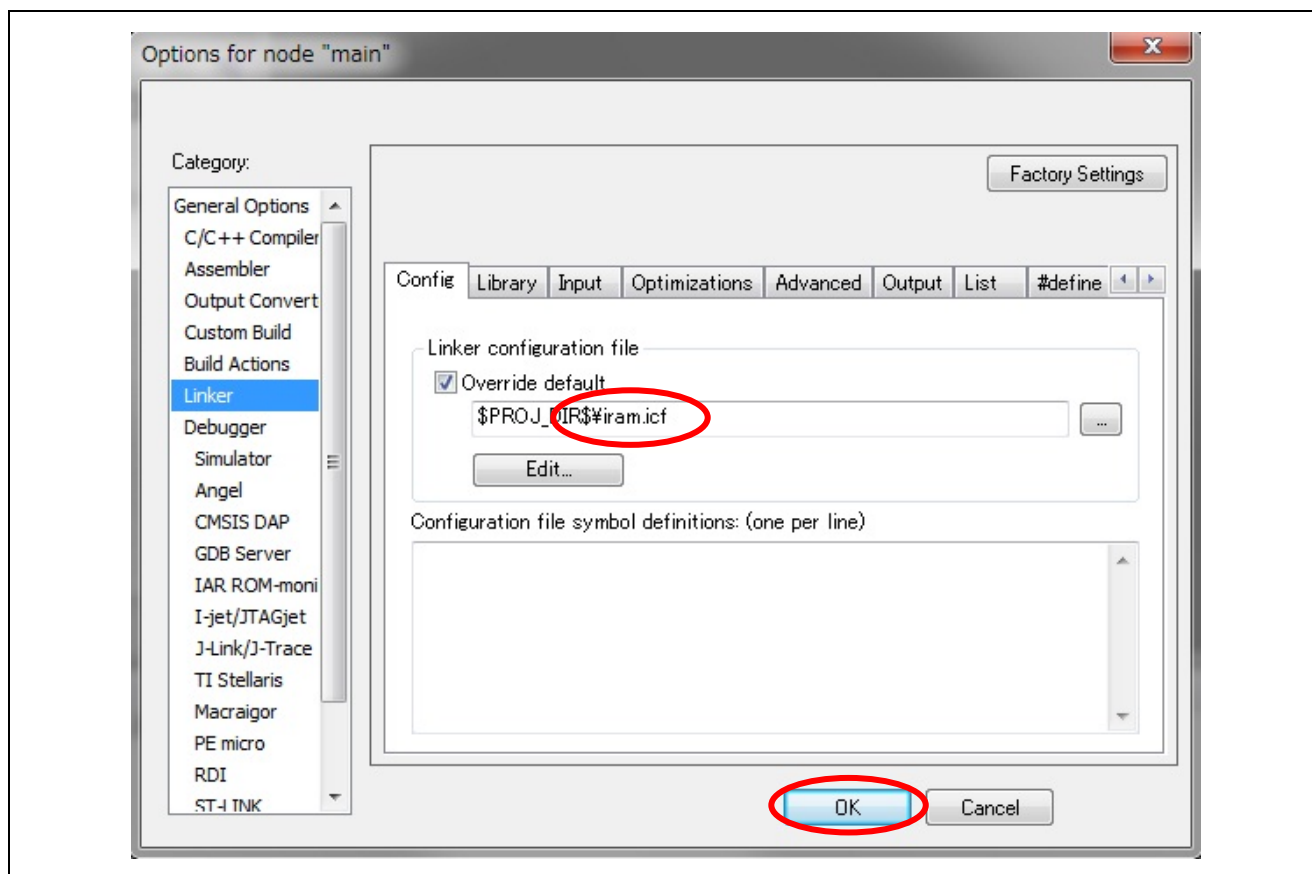 Options for node "main"
Category:
Factory Settings
General Options
C/C++ Compiler
Assembler
Output Convert
Custom Build
Build Actions
Linker
Debugger
Simulator
Angel
CMSIS DAP
GDB Server
IAR ROM-moni
I-jet/JTAGjet
J-Link/J-Trace
TI Stellaris
Macraigor
PE micro
RDI
ST-LINK
Config Library Input Optimizations Advanced Output List #define
Linker configuration file
Override default
$PROJ_DIR$¥iram.icf
...
Edit...
Configuration file symbol definitions: (one per line)
OK Cancel